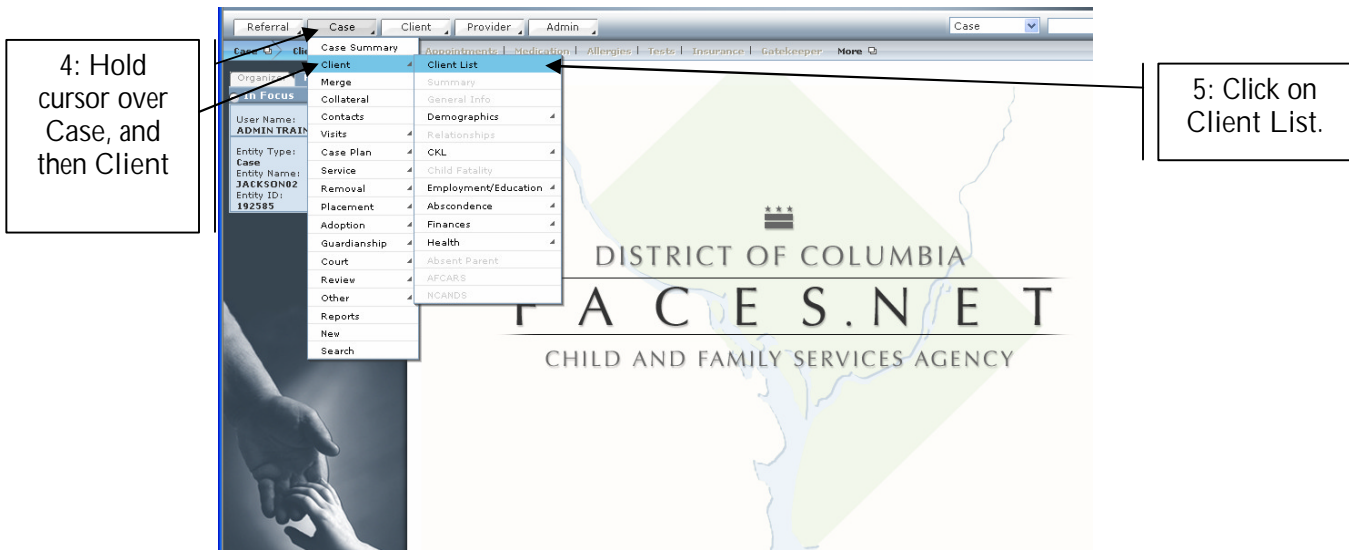 Referral Case Client Provider Admin Case
Case Appointments | Medication | Allergies | Tests | Insurance | Gatekeeper More
4: Hold
cursor over
Case, and
then Client
5: Click on
Client List.
Organize
In Focus
User Name:
ADMIN TRAIN
Entity Type:
Case
Entity Name:
JACKSON02
Entity ID:
192585
Case Summary
Client
Merge
Collateral
Contacts
Visits
Case Plan
Service
Removal
Placement
Adoption
Guardianship
Court
Review
Other
Reports
New
Search
Client List
Summary
General Info
Demographics
Relationships
CKL
Child Fatality
Employment/Education
Abscondence
Finances
Health
Absent Parent
AFCARS
NCANDS
DISTRICT OF COLUMBIA
FACES.NET
CHILD AND FAMILY SERVICES AGENCY